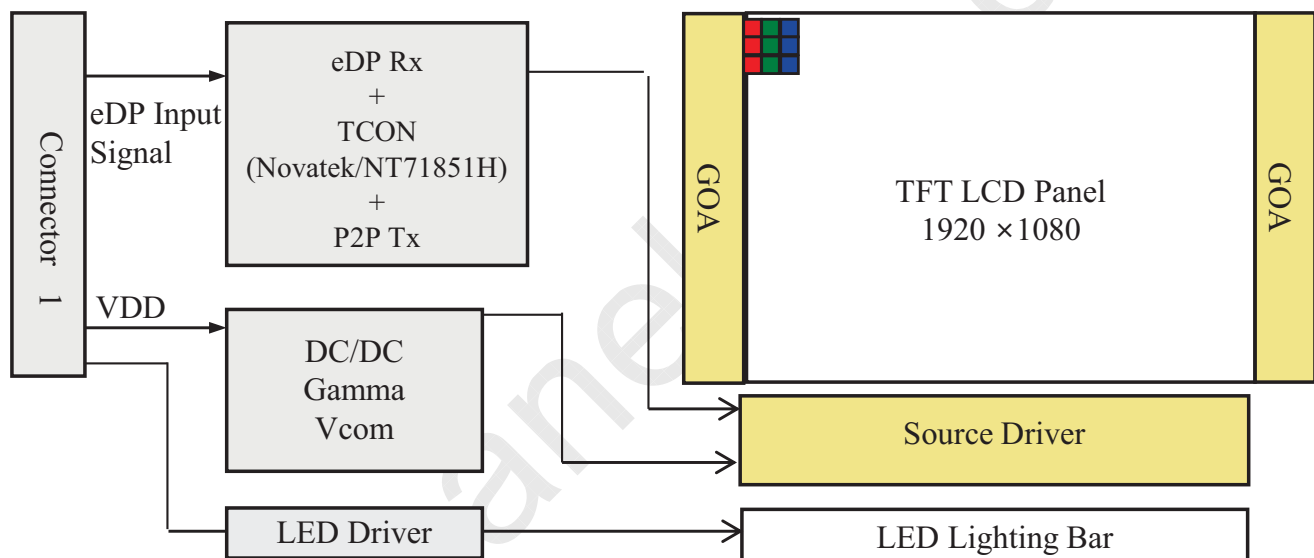 Connector 1
eDP Input
Signal
VDD
eDP Rx
+
TCON
(Novatek/NT71851H)
+
P2P Tx
DC/DC
Gamma
Vcom
LED Driver
GOA
TFT LCD Panel
1920 ×1080
GOA
Source Driver
LED Lighting Bar